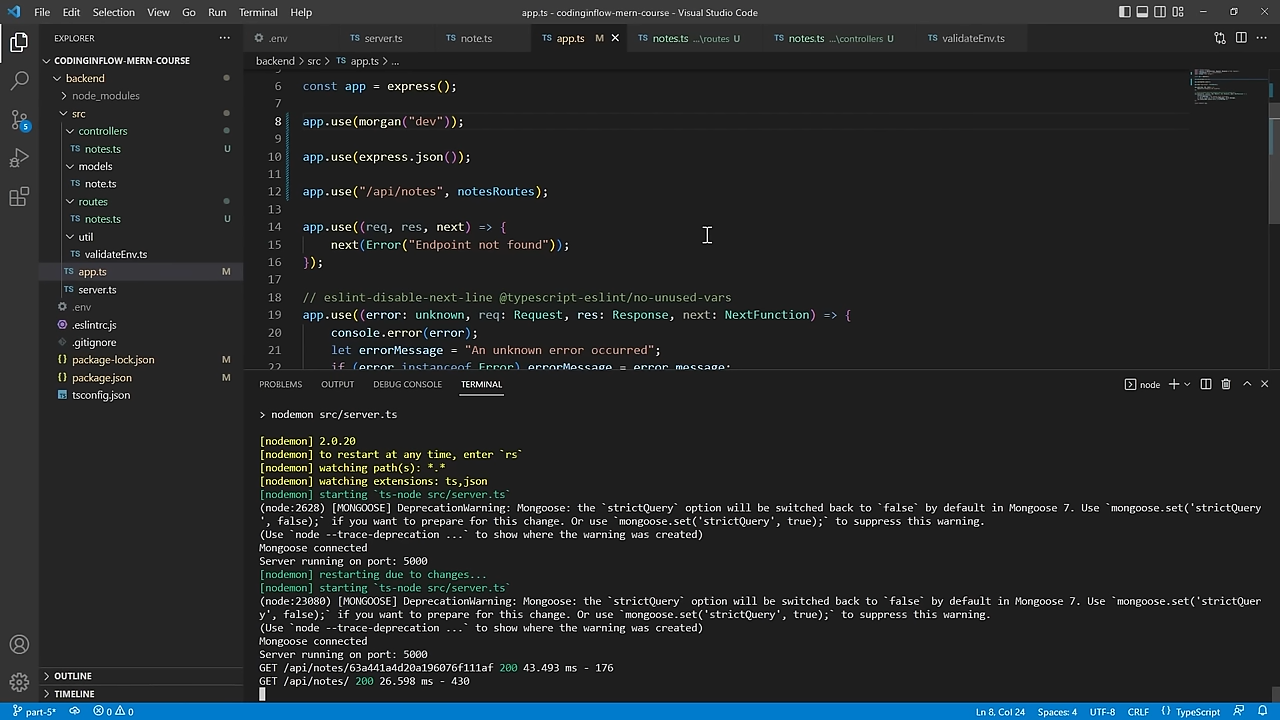 File Edit Selection View Go Run Terminal Help
app.ts - codinginflow-mern-course - Visual Studio Code
EXPLORER
CODINGINFLOW-MERN-COURSE
backend
node_modules
src
controllers
TS notes.ts U
models
TS note.ts
routes
TS notes.ts U
util
TS validateEnv.ts
TS app.ts M
TS server.ts
.env
.eslintrc.js
.gitignore
{} package-lock.json M
{} package.json M
tsconfig.json
OUTLINE
TIMELINE
.env TS server.ts TS note.ts TS app.ts M TS notes.ts ...\routes U TS notes.ts ...\controllers U TS validateEnv.ts
backend > src > TS app.ts > ...
6 const app = express();
7
8 app.use(morgan("dev"));
9
10 app.use(express.json());
11
12 app.use("/api/notes", notesRoutes);
13
14 app.use((req, res, next) => {
15 next(Error("Endpoint not found"));
16 });
17
18 // eslint-disable-next-line @typescript-eslint/no-unused-vars
19 app.use((error: unknown, req: Request, res: Response, next: NextFunction) => {
20 console.error(error);
21 let errorMessage = "An unknown error occurred";
22 if (error instanceof Error) errorMessage = error.message;
PROBLEMS OUTPUT DEBUG CONSOLE TERMINAL
node
> nodemon src/server.ts
[nodemon] 2.0.20
[nodemon] to restart at any time, enter `rs`
[nodemon] watching path(s): *.*
[nodemon] watching extensions: ts,json
[nodemon] starting `ts-node src/server.ts`
(node:2628) [MONGOOSE] DeprecationWarning: Mongoose: the `strictQuery` option will be switched back to `false` by default in Mongoose 7. Use `mongoose.set('strictQuery
', false);` if you want to prepare for this change. Or use `mongoose.set('strictQuery', true);` to suppress this warning.
(Use `node --trace-deprecation ...` to show where the warning was created)
Mongoose connected
Server running on port: 5000
[nodemon] restarting due to changes...
[nodemon] starting `ts-node src/server.ts`
(node:23080) [MONGOOSE] DeprecationWarning: Mongoose: the `strictQuery` option will be switched back to `false` by default in Mongoose 7. Use `mongoose.set('strictQuer
y', false);` if you want to prepare for this change. Or use `mongoose.set('strictQuery', true);` to suppress this warning.
(Use `node --trace-deprecation ...` to show where the warning was created)
Mongoose connected
Server running on port: 5000
GET /api/notes/63a441a4d20a196076f111af 200 43.493 ms - 176
GET /api/notes/ 200 26.598 ms - 430
5
part-5* 0 0
Ln 8, Col 24 Spaces: 4 UTF-8 CRLF {} TypeScript